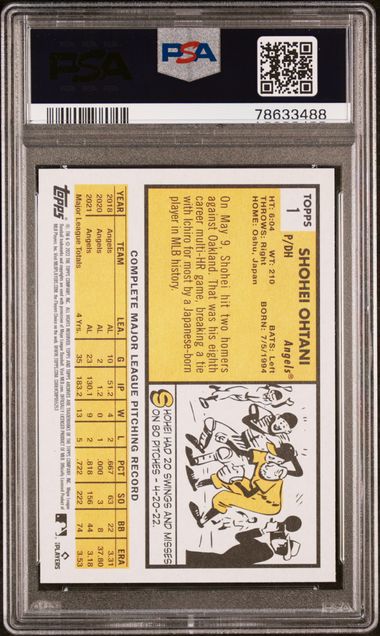 PSA
PSA
78633488
TOPPS
1
SHOHEI OHTANI
P/DH
Angels®
HT: 6:04 WT: 210 BATS: Left
THROWS: Right BORN: 7/5/1994
HOME: Oshu, Japan
On May 9, Shohei hit two homers
against Oakland. That was his eighth
career multi-HR game, breaking a tie
with Ichiro for most by a Japanese-born
player in MLB history.
SHOHEI HAD 20 SWINGS AND MISSES
ON 80 PITCHES - 4-20-22.
COMPLETE MAJOR LEAGUE PITCHING RECORD
YEAR TEAM LEA. G IP W L PCT SO BB ERA
2018 Angels AL 10 51.2 4 2 .667 63 22 3.31
2020 Angels AL 2 1.2 0 1 .000 3 8 37.80
2021 Angels AL 23 130.1 9 2 .818 156 44 3.18
Major League Totals 4 Yrs. 35 183.2 13 5 .722 222 74 3.53
topps
PLAYERS